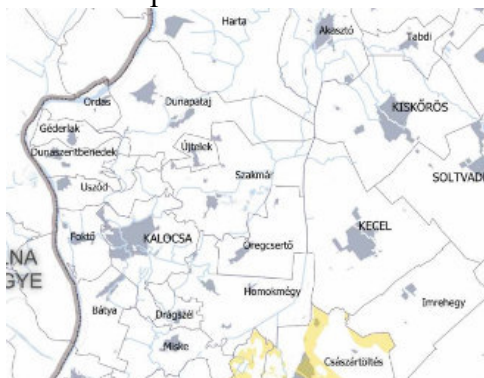 Harta
Akasztó
Tabdi
Ordas
Dunapataj
KISKŐRÖS
Géderlak
Dunaszentbenedek
Újtelek
Szakmár
SOLTVAD
Uszód
Foktő
KALOCSA
Öregcsertő
KECEL
NA
GYE
Homokmégy
Imrehegy
Bátya
Drágszél
Miske
Császártöltés